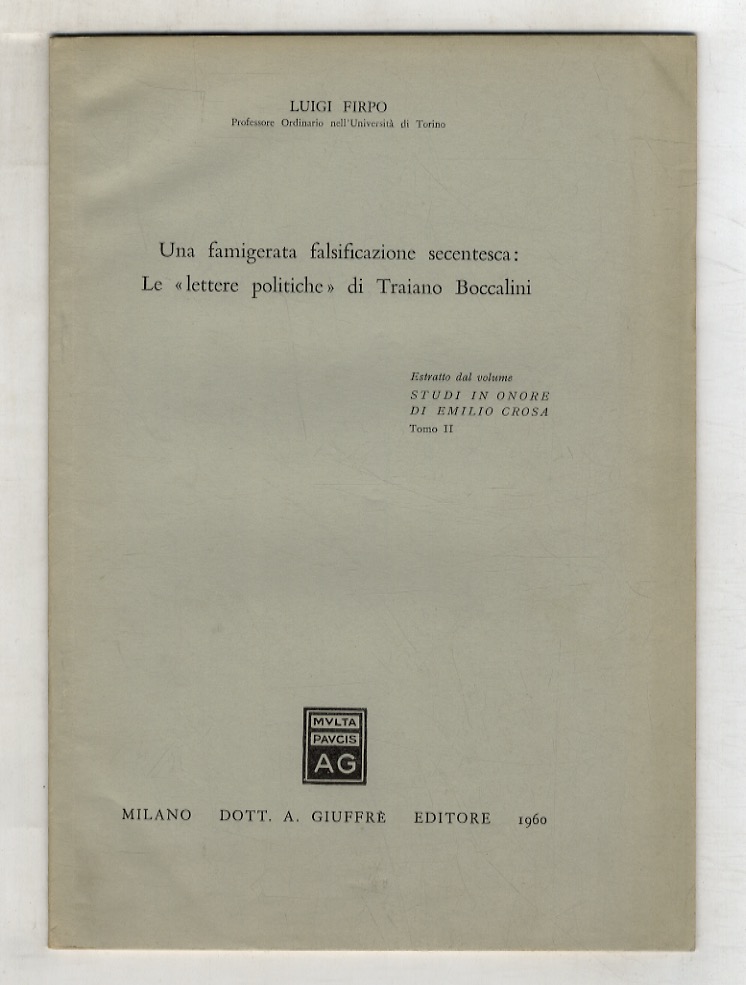 LUIGI FIRPO
Professore Ordinario nell'Università di Torino
Una famigerata falsificazione secentesca:
Le «lettere politiche» di Traiano Boccalini
Estratto dal volume
STUDI IN ONORE
DI EMILIO CROSA
Tomo II
MVLTA
PAVCIS
AG
MILANO DOTT. A. GIUFFRÈ EDITORE 1960